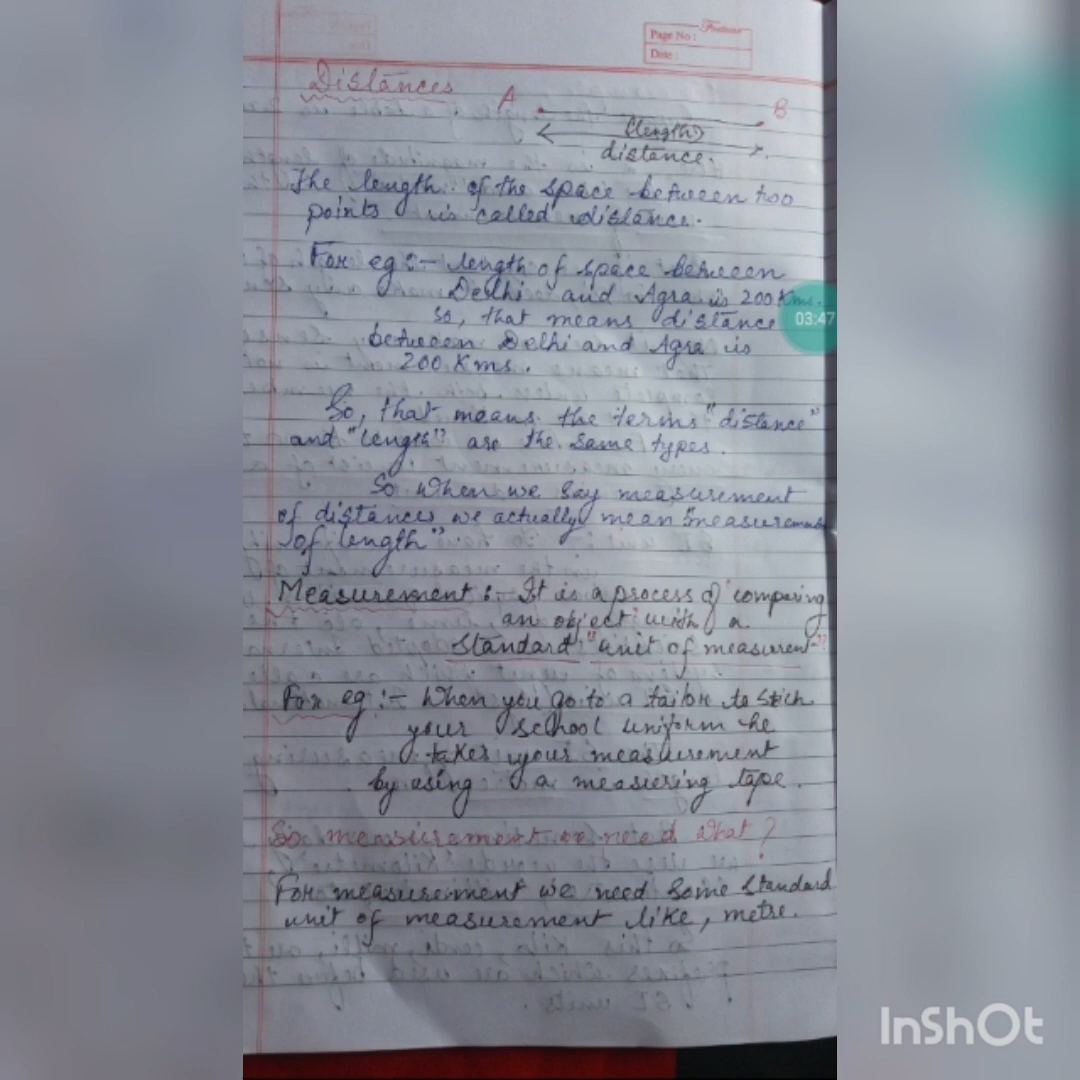 Page No :
Date :
Distances
A B
(length)
distance.
The length of the space between two
points is called distance.
For eg :- length of space between
Delhi and Agra is 200 Kms.
03:47
so, that means distance
between Delhi and Agra is
200 Kms.
So, that means the terms "distance"
and "length" are the same types.
So when we say measurement
of distances we actually mean "measurement
of length"
Measurement :- It is a process of comparing
an object with a
standard "unit of measurement"
For eg :- When you go to a tailor to stich
your school uniform he
takes your measurement
by using a measiering tape.
So measurement we need what ?
For measurement we need some standard
unit of measurement like, metre.
InShOt